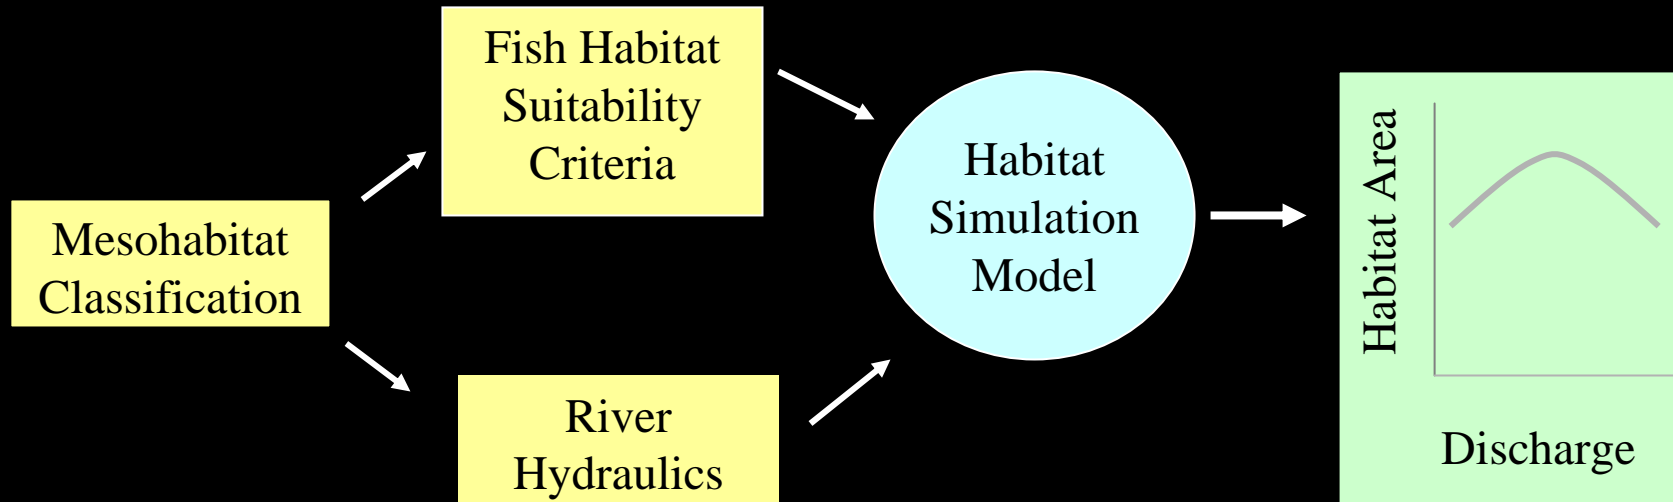 Mesohabitat
Classification
Fish Habitat
Suitability
Criteria
River
Hydraulics
Habitat
Simulation
Model
Habitat Area
Discharge